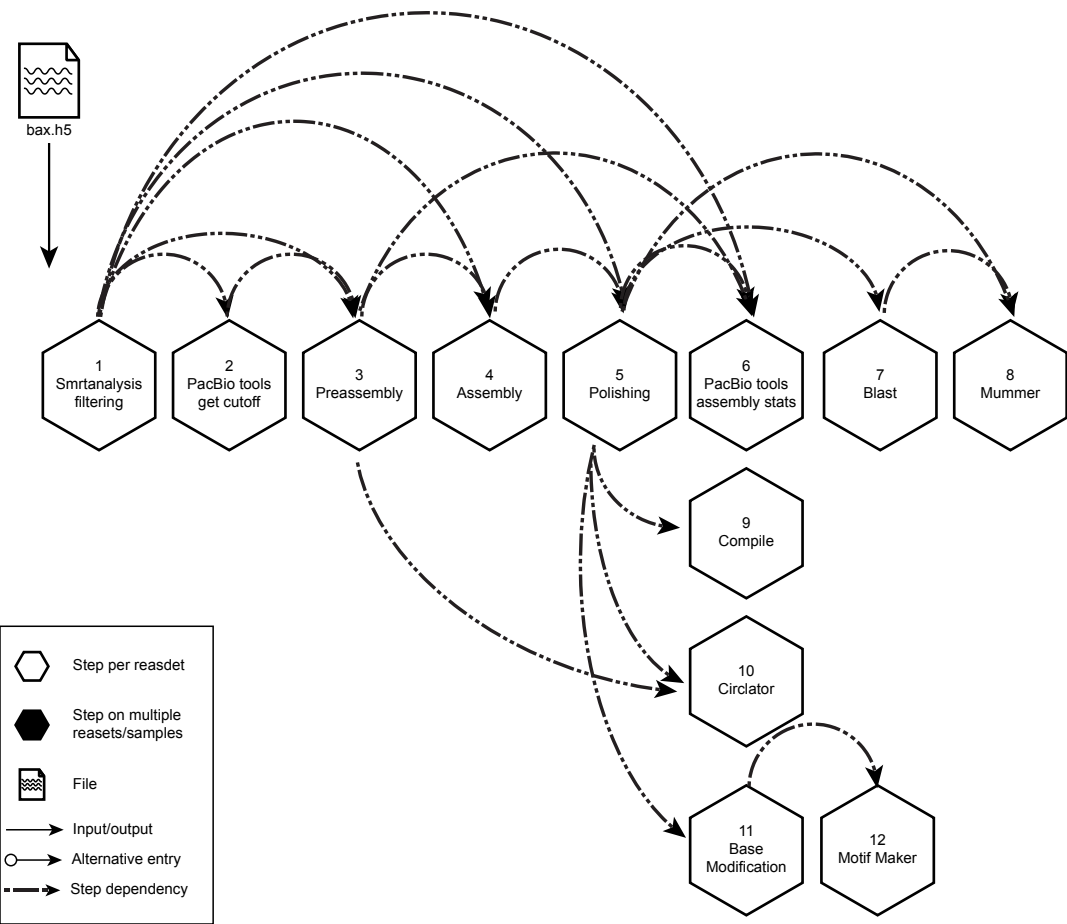 bax.h5
1
Smrtanalysis
filtering
2
PacBio tools
get cutoff
3
Preassembly
4
Assembly
5
Polishing
6
PacBio tools
assembly stats
7
Blast
8
Mummer
9
Compile
10
Circlator
11
Base
Modification
12
Motif Maker
Step per reasdet
Step on multiple
reasets/samples
File
Input/output
Alternative entry
Step dependency